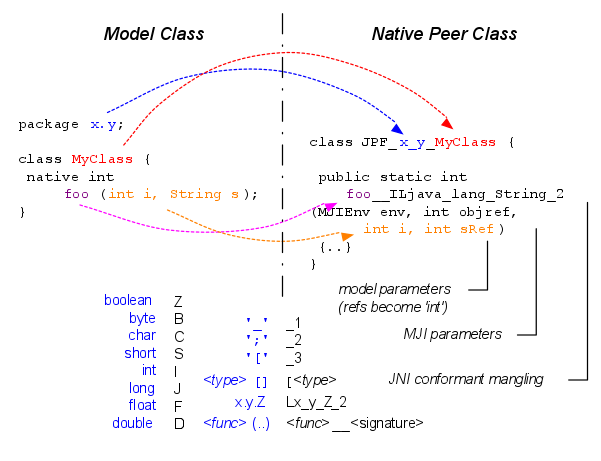 Model Class
Native Peer Class
package x.y;
class MyClass {
native int
foo (int i, String s);
}
class JPF_x_y_MyClass {
public static int
foo__ILjava_lang_String_2
(MJIEnv env, int objref,
int i, int sRef)
{..}
}
model parameters
(refs become 'int')
MJI parameters
JNI conformant mangling
boolean Z
byte B
char C
short S
int I
long J
float F
double D
'_' _1
';' _2
'[' _3
<type> [] [<type>
x.y.Z Lx_y_Z_2
<func> (..) <func>__<signature>